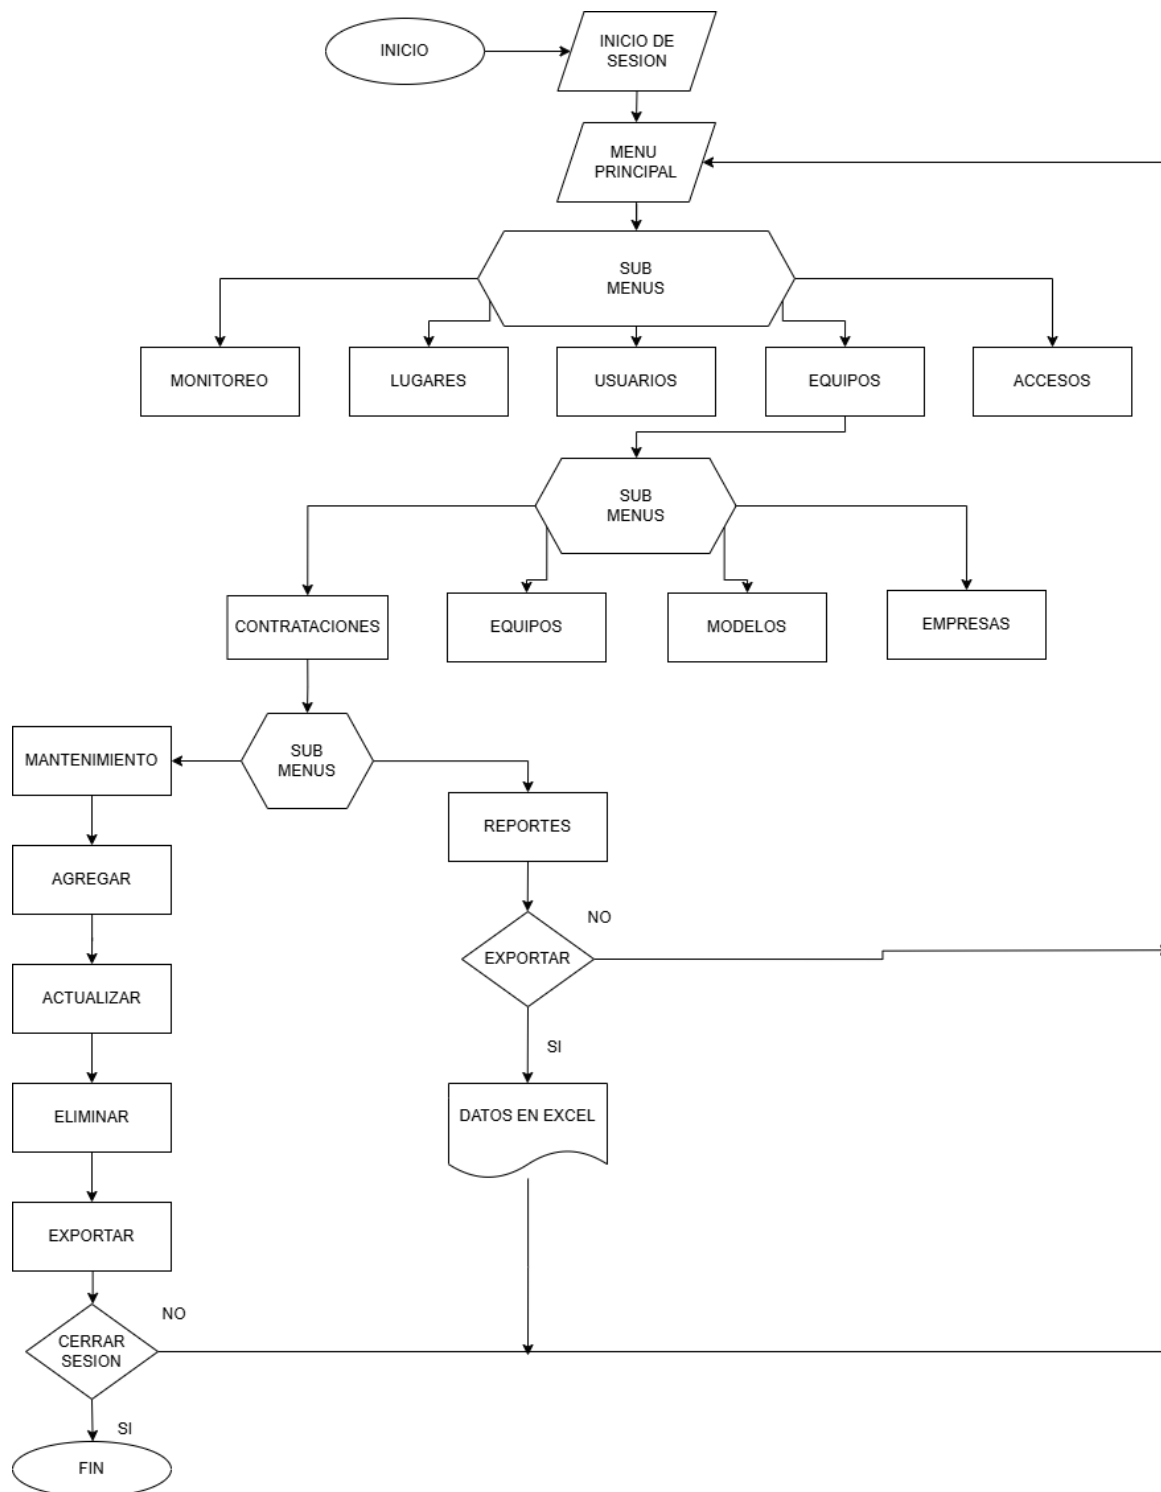 INICIO
INICIO DE
SESION
MENU
PRINCIPAL
SUB
MENUS
MONITOREO
LUGARES
USUARIOS
EQUIPOS
ACCESOS
SUB
MENUS
CONTRATACIONES
EQUIPOS
MODELOS
EMPRESAS
SUB
MENUS
MANTENIMIENTO
REPORTES
AGREGAR
NO
EXPORTAR
ACTUALIZAR
SI
ELIMINAR
DATOS EN EXCEL
EXPORTAR
NO
CERRAR
SESION
SI
FIN